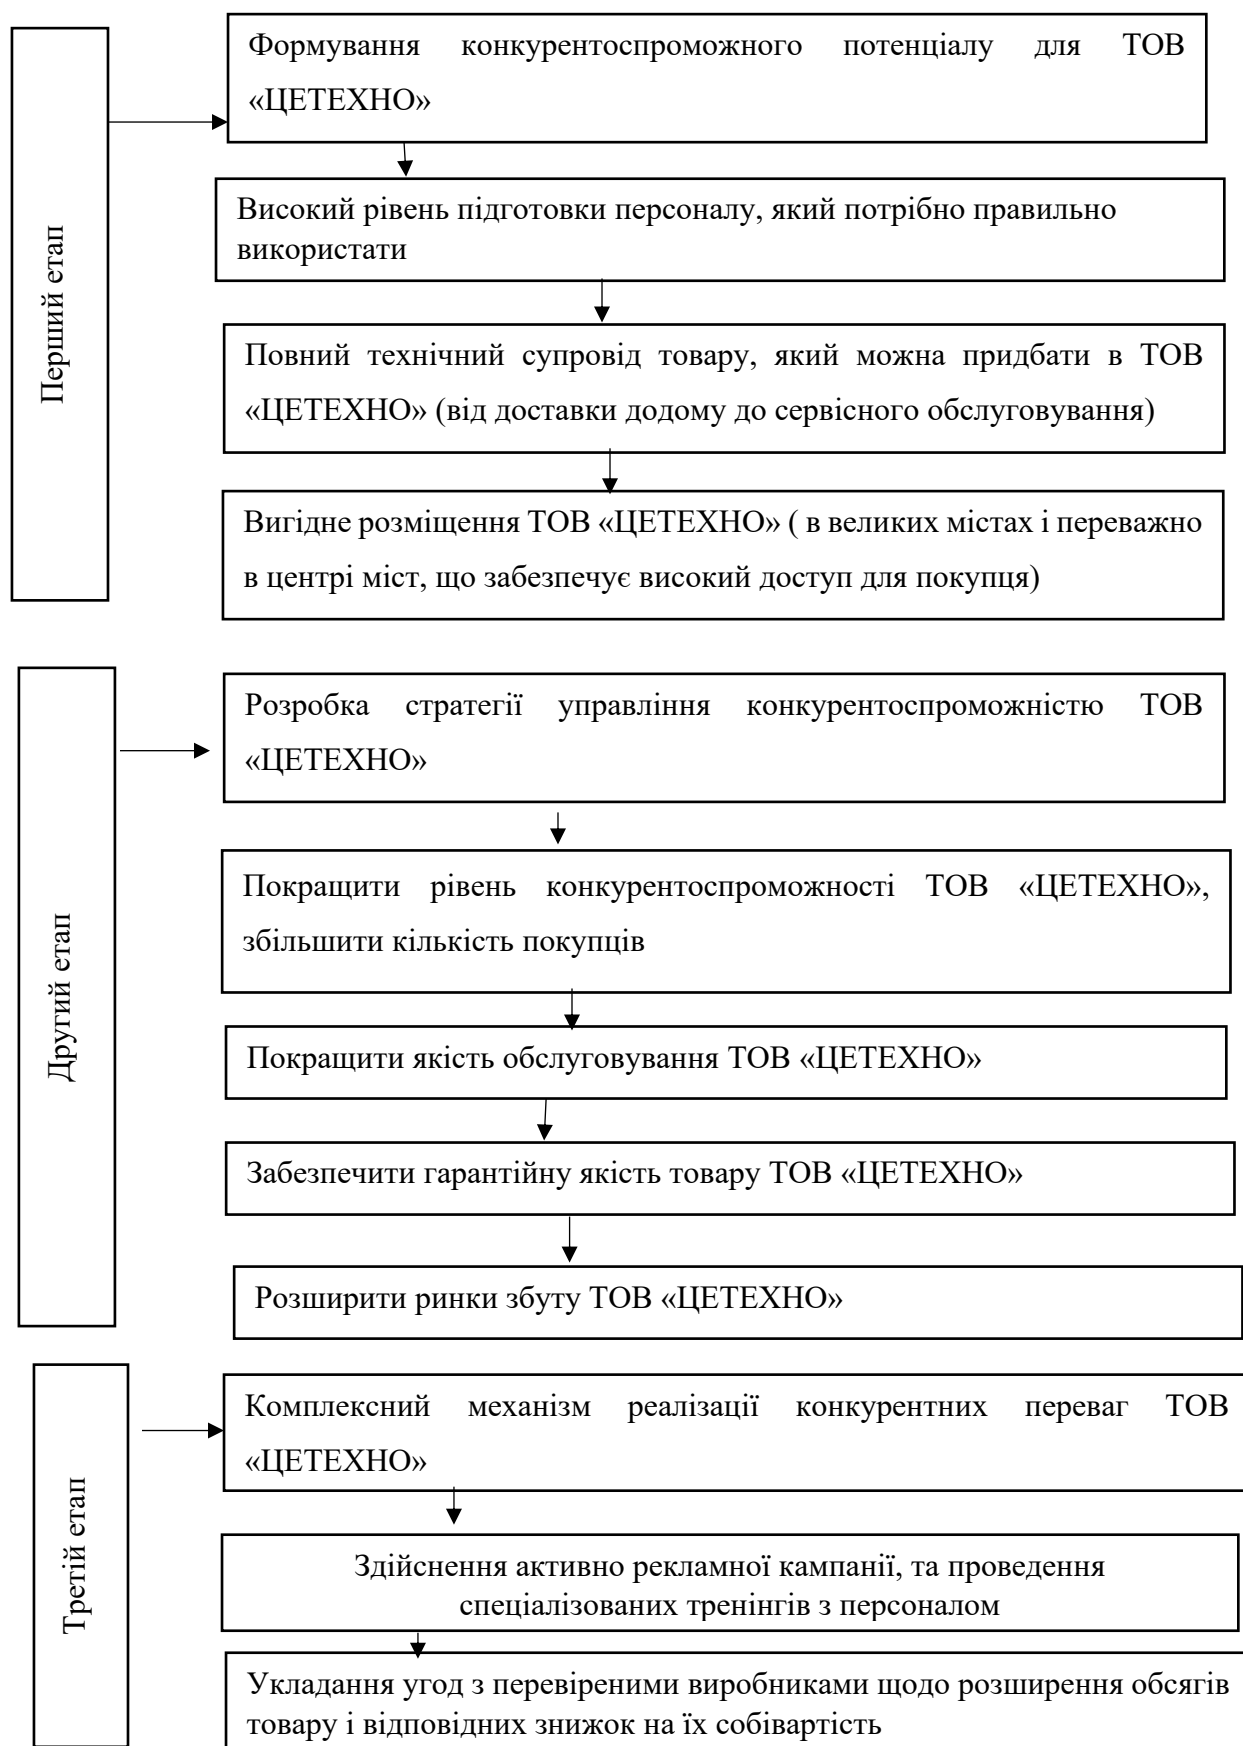 Перший етап
Формування конкурентоспроможного потенціалу для ТОВ
«ЦЕТЕХНО»
Високий рівень підготовки персоналу, який потрібно правильно
використати
Повний технічний супровід товару, який можна придбати в ТОВ
«ЦЕТЕХНО» (від доставки додому до сервісного обслуговування)
Вигідне розміщення ТОВ «ЦЕТЕХНО» ( в великих містах і переважно
в центрі міст, що забезпечує високий доступ для покупця)
Другий етап
Розробка стратегії управління конкурентоспроможністю ТОВ
«ЦЕТЕХНО»
Покращити рівень конкурентоспроможності ТОВ «ЦЕТЕХНО»,
збільшити кількість покупців
Покращити якість обслуговування ТОВ «ЦЕТЕХНО»
Забезпечити гарантійну якість товару ТОВ «ЦЕТЕХНО»
Розширити ринки збуту ТОВ «ЦЕТЕХНО»
Третій етап
Комплексний механізм реалізації конкурентних переваг ТОВ
«ЦЕТЕХНО»
Здійснення активно рекламної кампанії, та проведення
спеціалізованих тренінгів з персоналом
Укладання угод з перевіреними виробниками щодо розширення обсягів
товару і відповідних знижок на їх собівартість